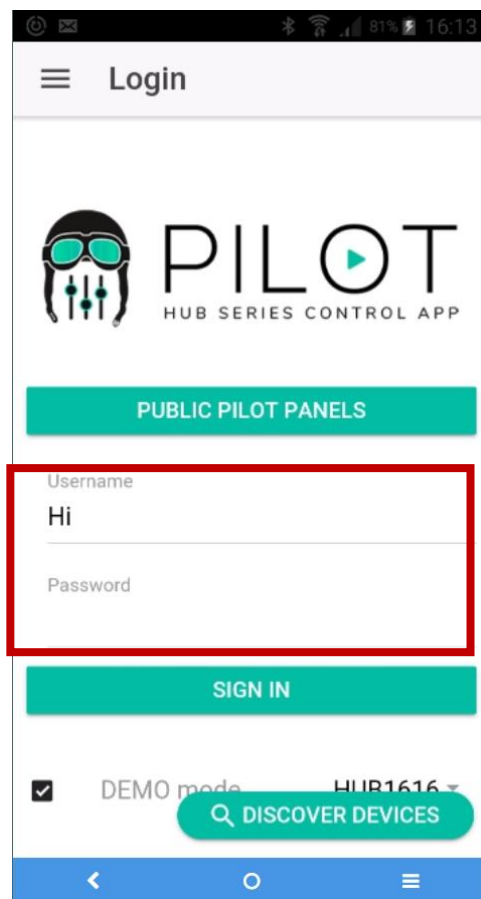 81% 16:13
Login
PILOT
HUB SERIES CONTROL APP
PUBLIC PILOT PANELS
Username
Hi
Password
SIGN IN
DEMO mode HUB1616
DISCOVER DEVICES